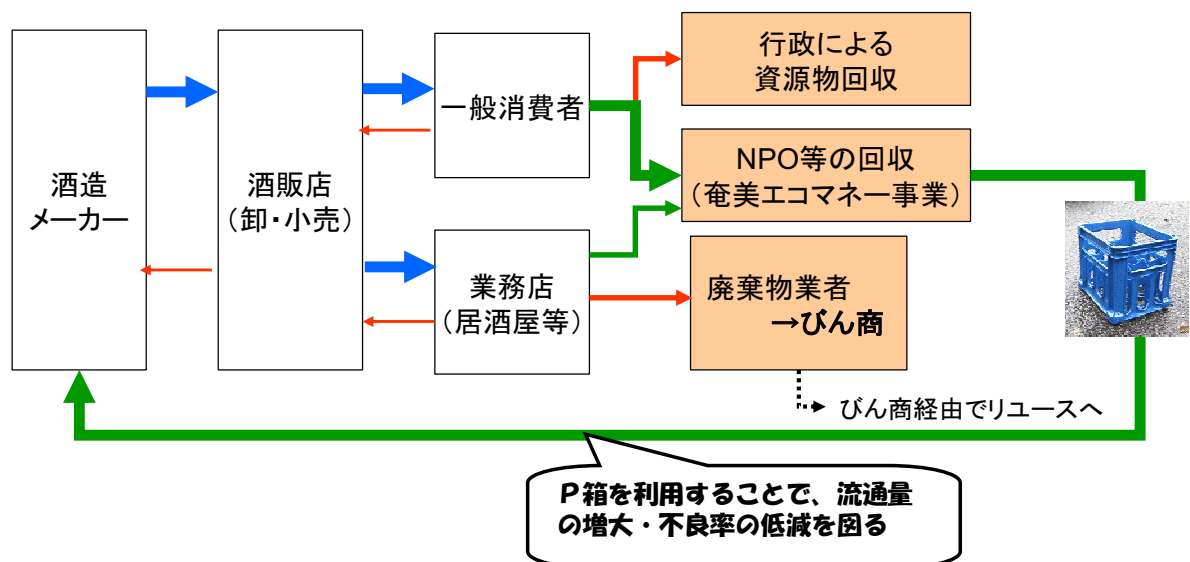 酒造
メーカー
酒販店
（卸・小売）
一般消費者
業務店
（居酒屋等）
行政による
資源物回収
NPO等の回収
（奄美エコマネー事業）
廃棄物業者
→びん商
びん商経由でリユースへ
Ｐ箱を利用することで、流通量
の増大・不良率の低減を図る